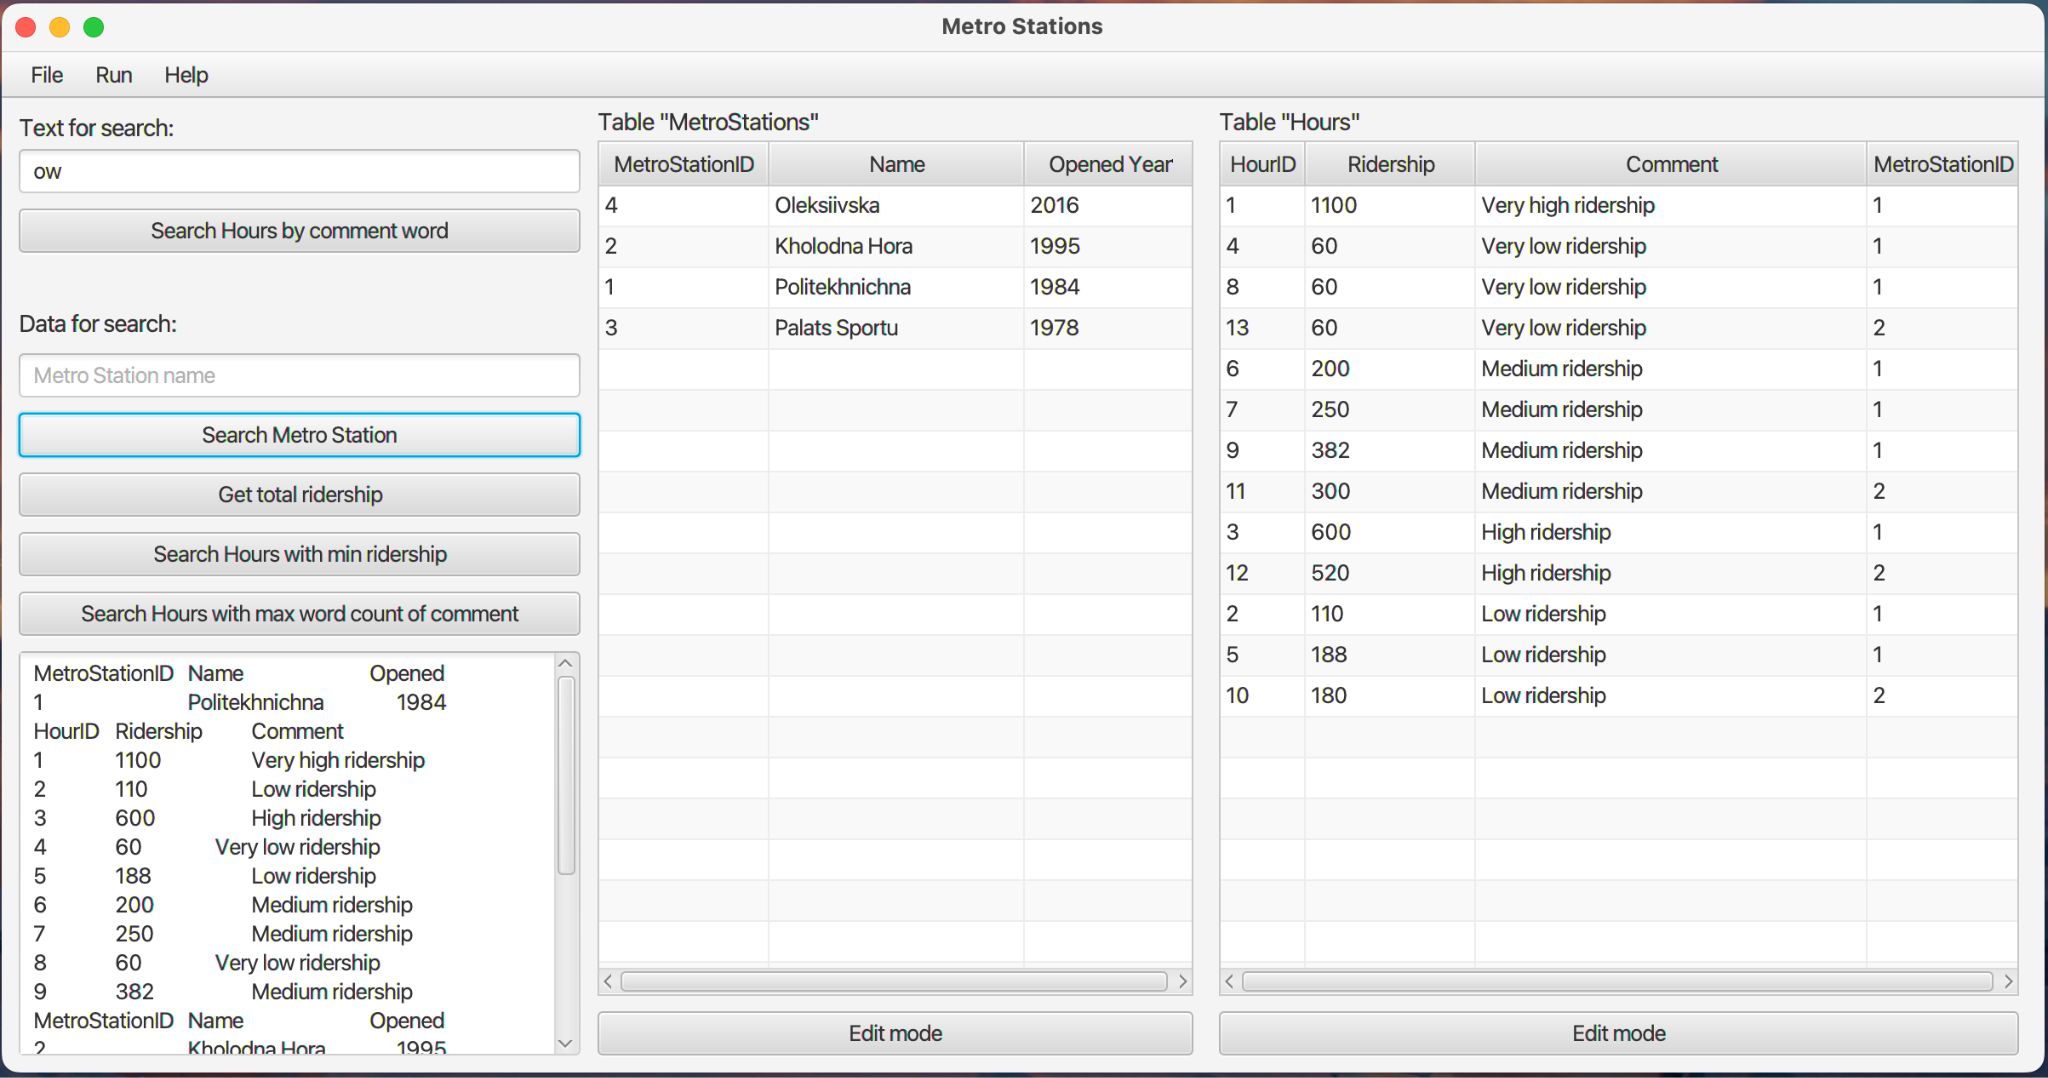 Metro Stations
File Run Help
Text for search:
ow
Search Hours by comment word
Data for search:
Metro Station name
Search Metro Station
Get total ridership
Search Hours with min ridership
Search Hours with max word count of comment
MetroStationID Name Opened
1 Politekhnichna 1984
HourID Ridership Comment
1 1100 Very high ridership
2 110 Low ridership
3 600 High ridership
4 60 Very low ridership
5 188 Low ridership
6 200 Medium ridership
7 250 Medium ridership
8 60 Very low ridership
9 382 Medium ridership
MetroStationID Name Opened
2 Kholodna Hora 1995
Table "MetroStations"
MetroStationID Name Opened Year
4 Oleksiivska 2016
2 Kholodna Hora 1995
1 Politekhnichna 1984
3 Palats Sportu 1978
Edit mode
Table "Hours"
HourID Ridership Comment MetroStationID
1 1100 Very high ridership 1
4 60 Very low ridership 1
8 60 Very low ridership 1
13 60 Very low ridership 2
6 200 Medium ridership 1
7 250 Medium ridership 1
9 382 Medium ridership 1
11 300 Medium ridership 2
3 600 High ridership 1
12 520 High ridership 2
2 110 Low ridership 1
5 188 Low ridership 1
10 180 Low ridership 2
Edit mode